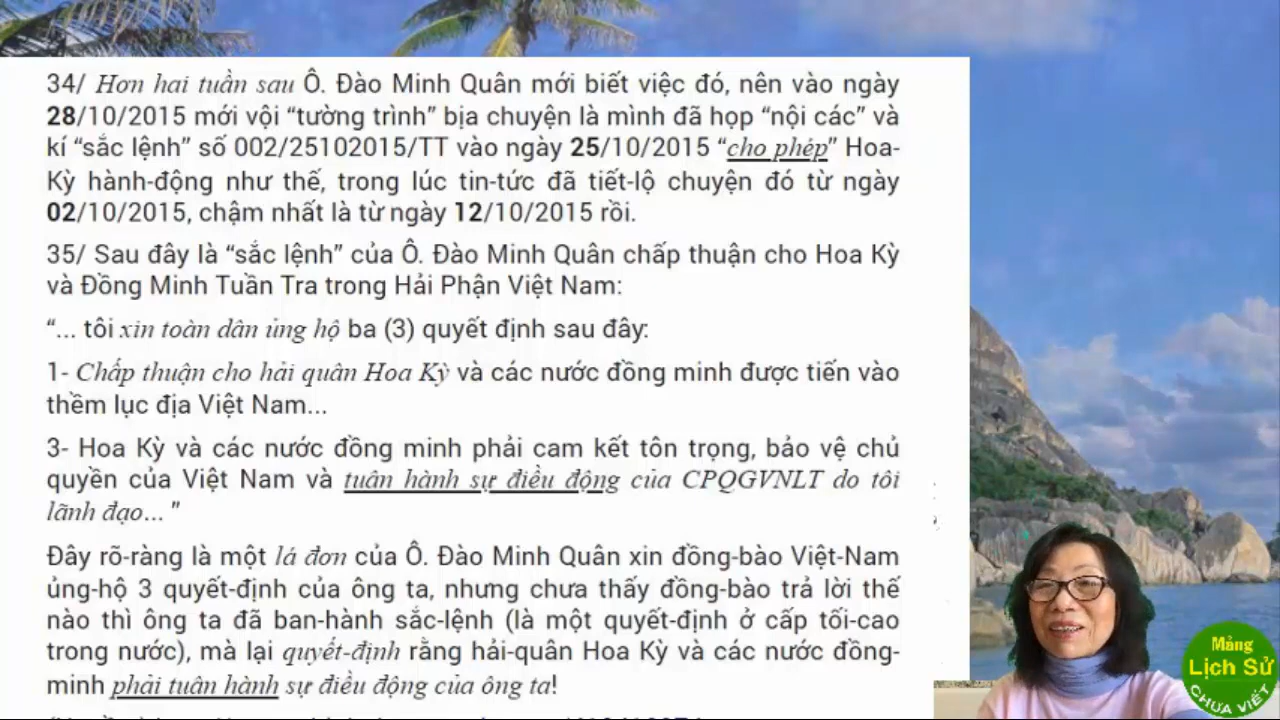 34/ Hơn hai tuần sau Ô. Đào Minh Quân mới biết việc đó, nên vào ngày
28/10/2015 mới vội “tường trình” bịa chuyện là mình đã họp “nội các” và
kí “sắc lệnh” số 002/25102015/TT vào ngày 25/10/2015 “cho phép” Hoa-
Kỳ hành-động như thế, trong lúc tin-tức đã tiết-lộ chuyện đó từ ngày
02/10/2015, chậm nhất là từ ngày 12/10/2015 rồi.
35/ Sau đây là “sắc lệnh” của Ô. Đào Minh Quân chấp thuận cho Hoa Kỳ
và Đồng Minh Tuần Tra trong Hải Phận Việt Nam:
“... tôi xin toàn dân ủng hộ ba (3) quyết định sau đây:
1- Chấp thuận cho hải quân Hoa Kỳ và các nước đồng minh được tiến vào
thềm lục địa Việt Nam...
3- Hoa Kỳ và các nước đồng minh phải cam kết tôn trọng, bảo vệ chủ
quyền của Việt Nam và tuân hành sự điều động của CPQGVNLT do tôi
lãnh đạo... ”
Đây rõ-ràng là một lá đơn của Ô. Đào Minh Quân xin đồng-bào Việt-Nam
ủng-hộ 3 quyết-định của ông ta, nhưng chưa thấy đồng-bào trả lời thế
nào thì ông ta đã ban-hành sắc-lệnh (là một quyết-định ở cấp tối-cao
trong nước), mà lại quyết-định rằng hải-quân Hoa Kỳ và các nước đồng-
minh phải tuân hành sự điều động của ông ta!
Mảng
Lịch Sử
CHƯA VIẾT